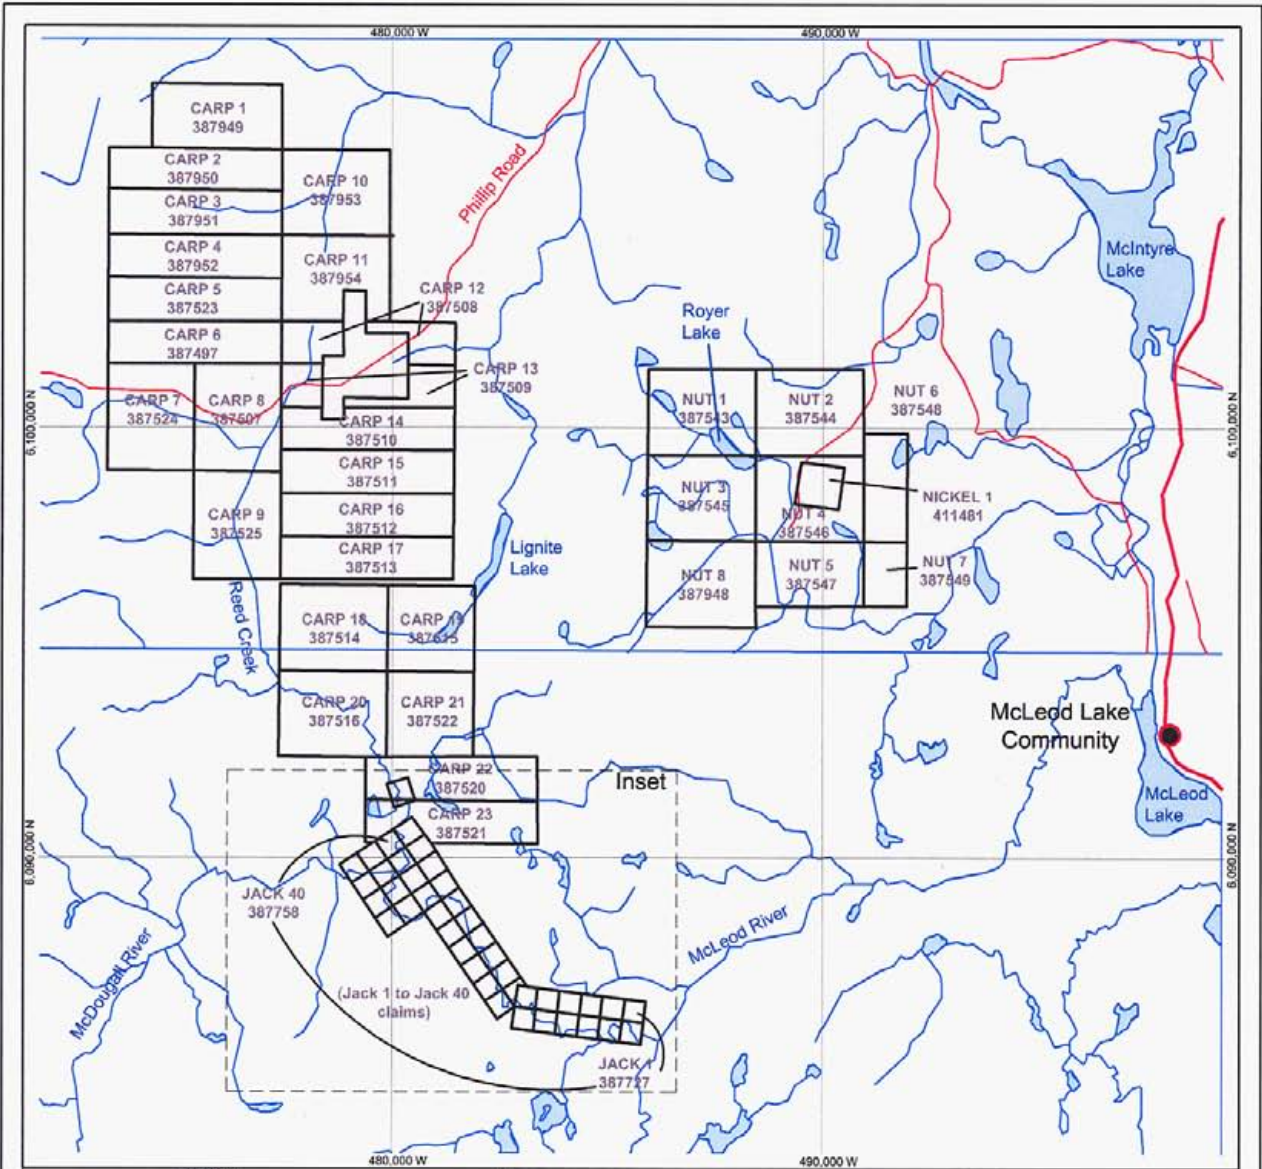 480,000 W
490,000 W
CARP 1
387949
CARP 2
387950
CARP 3
387951
CARP 4
387952
CARP 5
387523
CARP 6
387497
CARP 7
387524
CARP 8
387507
CARP 9
387525
CARP 10
387953
CARP 11
387954
CARP 12
387508
CARP 13
387509
CARP 14
387510
CARP 15
387511
CARP 16
387512
CARP 17
387513
CARP 18
387514
CARP 19
387515
CARP 20
387516
CARP 21
387522
CARP 22
387520
CARP 23
387521
Phillip Road
Reed Creek
Lignite
Lake
Royer
Lake
McIntyre
Lake
NUT 1
387543
NUT 2
387544
NUT 6
387548
NUT 3
387545
NUT 4
387546
NICKEL 1
411481
NUT 8
387948
NUT 5
387547
NUT 7
387549
McLeod Lake
Community
McLeod
Lake
Inset
JACK 40
387758
(Jack 1 to Jack 40
claims)
JACK 1
387727
McDougall River
McLeod River
6,100,000 N
6,100,000 N
6,090,000 N
6,090,000 N
480,000 W
490,000 W